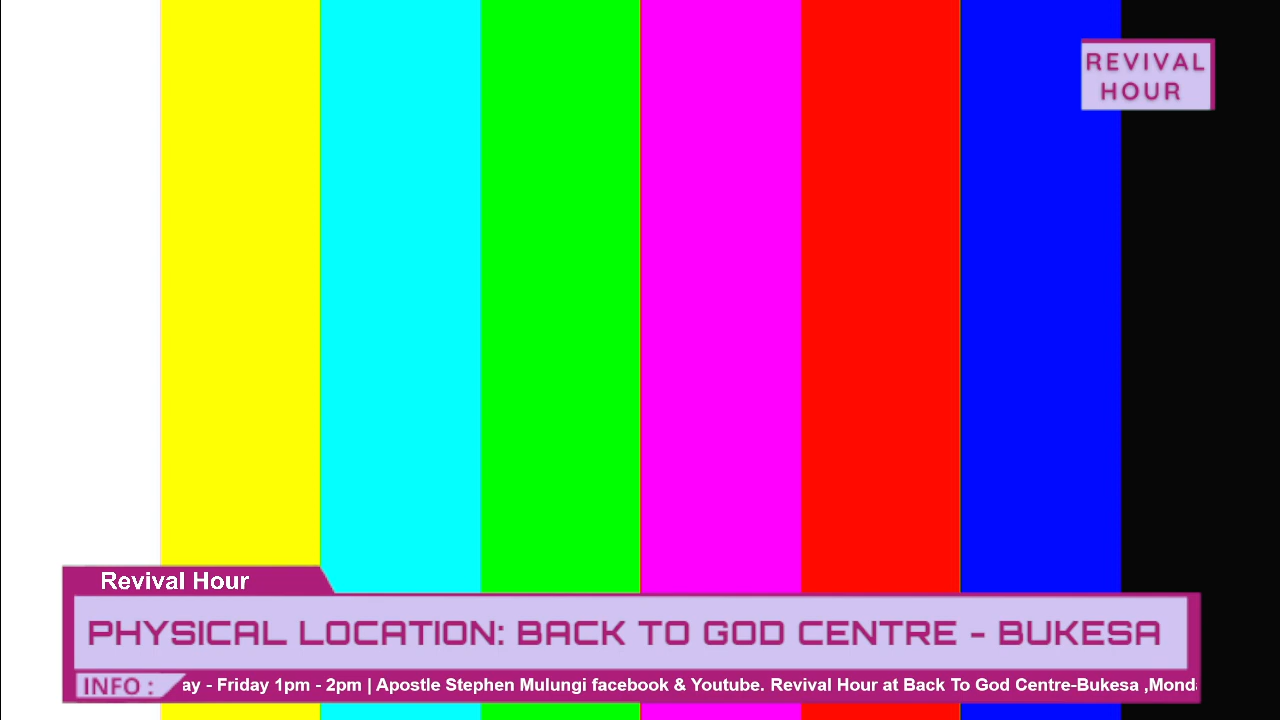 REVIVAL
HOUR
Revival Hour
PHYSICAL LOCATION: BACK TO GOD CENTRE - BUKESA
INFO : ay - Friday 1pm - 2pm | Apostle Stephen Mulungi facebook & Youtube. Revival Hour at Back To God Centre-Bukesa ,Mond